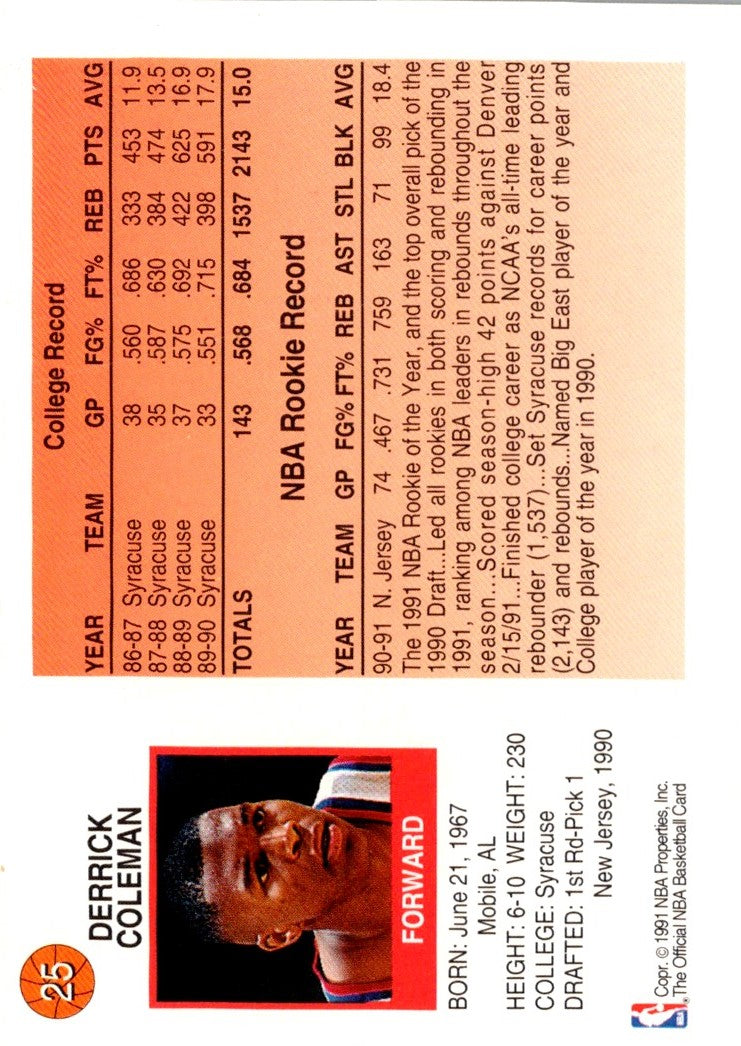 25
DERRICK
COLEMAN
FORWARD
BORN: June 21, 1967
Mobile, AL
HEIGHT: 6-10 WEIGHT: 230
COLLEGE: Syracuse
DRAFTED: 1st Rd-Pick 1
New Jersey, 1990
NBA
Copr. © 1991 NBA Properties, Inc.
The Official NBA Basketball Card
College Record
YEAR TEAM GP FG% FT% REB PTS AVG
86-87 Syracuse 38 .560 .686 333 453 11.9
87-88 Syracuse 35 .587 .630 384 474 13.5
88-89 Syracuse 37 .575 .692 422 625 16.9
89-90 Syracuse 33 .551 .715 398 591 17.9
TOTALS 143 .568 .684 1537 2143 15.0
NBA Rookie Record
YEAR TEAM GP FG% FT% REB AST STL BLK AVG
90-91 N. Jersey 74 .467 .731 759 163 71 99 18.4
The 1991 NBA Rookie of the Year, and the top overall pick of the
1990 Draft...Led all rookies in both scoring and rebounding in
1991, ranking among NBA leaders in rebounds throughout the
season...Scored season-high 42 points against Denver
2/15/91...Finished college career as NCAA's all-time leading
rebounder (1,537)...Set Syracuse records for career points
(2,143) and rebounds...Named Big East player of the year and
College player of the year in 1990.